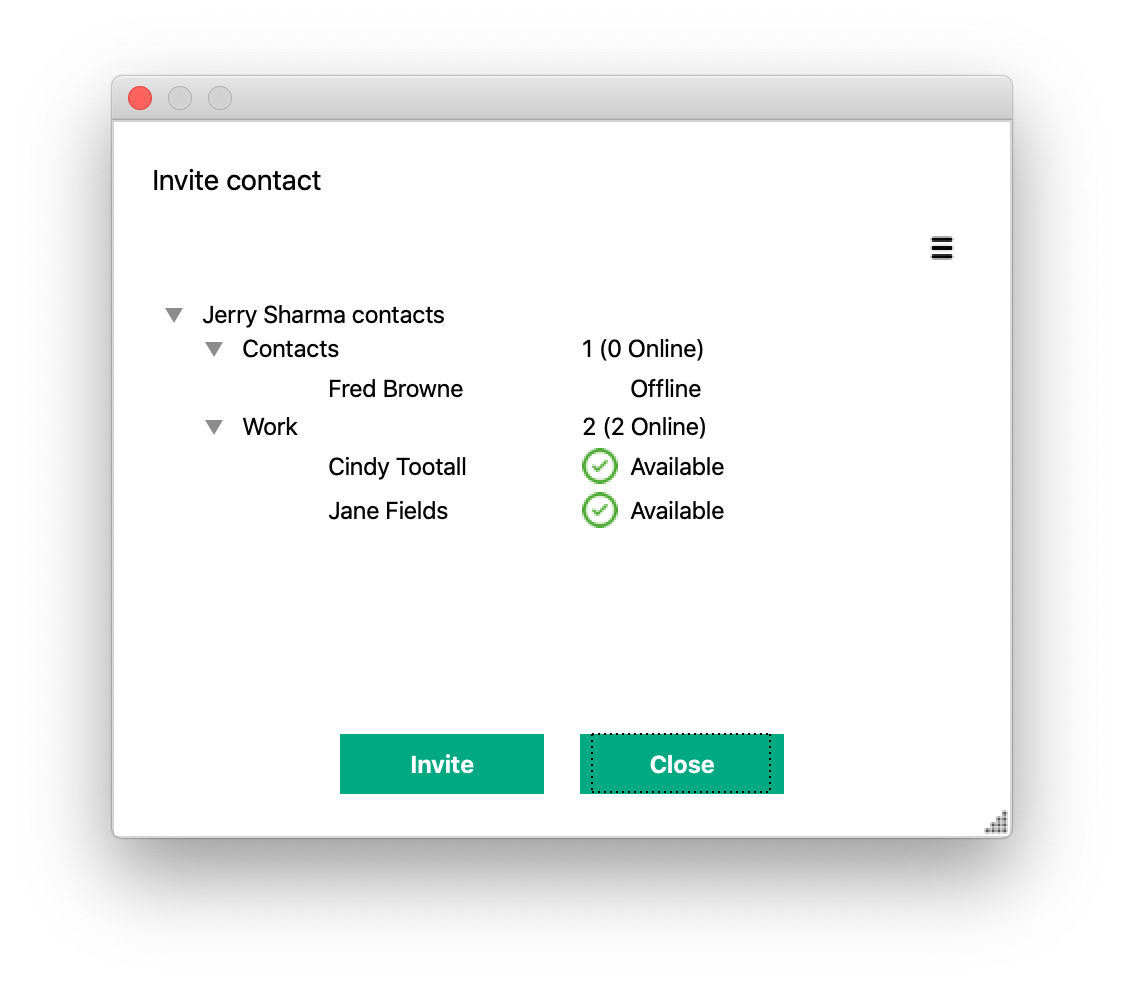 Invite contact
Jerry Sharma contacts
Contacts 1 (0 Online)
Fred Browne Offline
Work 2 (2 Online)
Cindy Tootall Available
Jane Fields Available
Invite Close